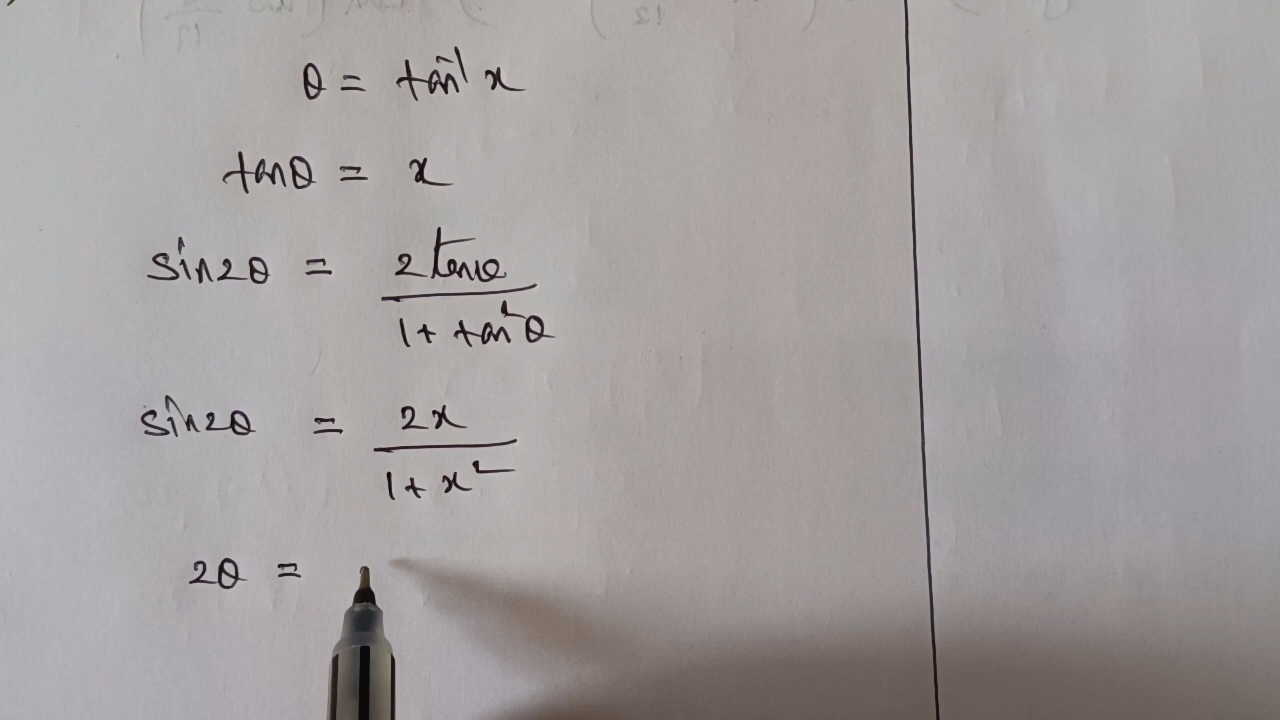 θ = tan⁻¹ x
tanθ = x
sin2θ = 2tanθ / 1 + tan²θ
sin2θ = 2x / 1 + x²
2θ =